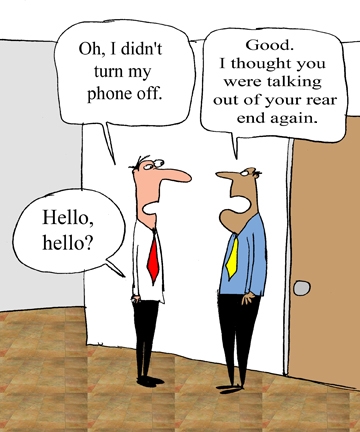 Oh, I didn't
turn my
phone off.
Good.
I thought you
were talking
out of your rear
end again.
Hello,
hello?